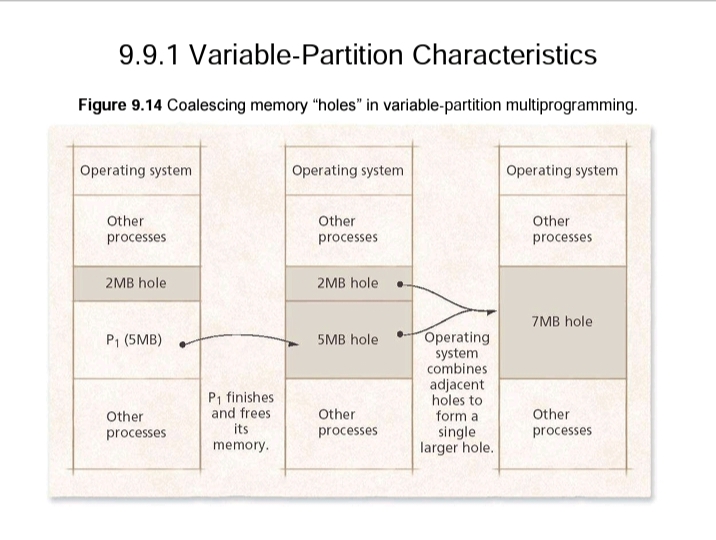 9.9.1 Variable-Partition Characteristics
Figure 9.14 Coalescing memory “holes” in variable-partition multiprogramming.
Operating system
Other
processes
2MB hole
P₁ (5MB)
Other
processes
P₁ finishes
and frees
its
memory.
Operating system
Other
processes
2MB hole
5MB hole
Other
processes
Operating
system
combines
adjacent
holes to
form a
single
larger hole.
Operating system
Other
processes
7MB hole
Other
processes